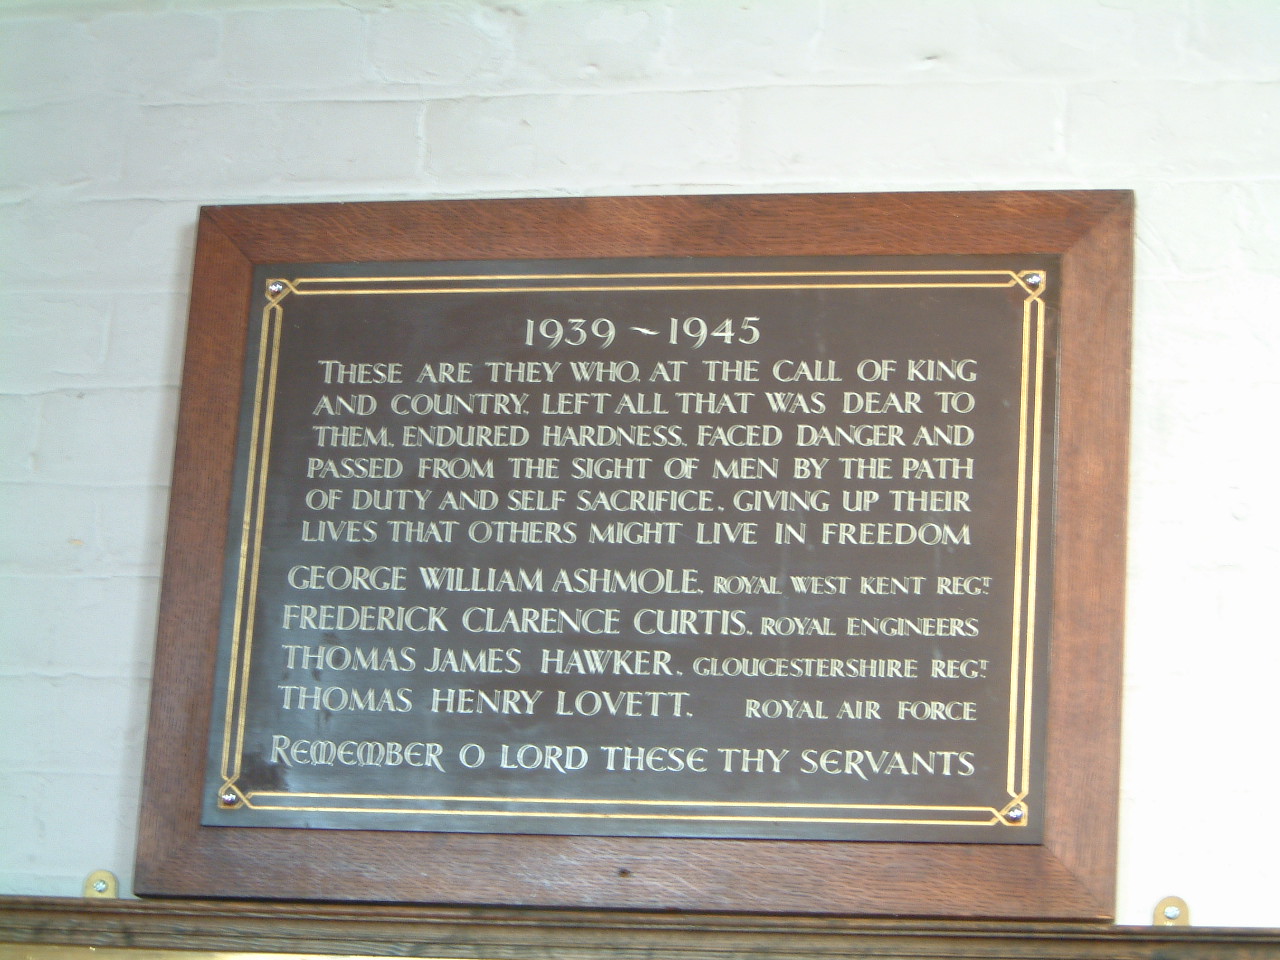 1939 ~ 1945
THESE ARE THEY WHO, AT THE CALL OF KING
AND COUNTRY, LEFT ALL THAT WAS DEAR TO
THEM, ENDURED HARDNESS, FACED DANGER AND
PASSED FROM THE SIGHT OF MEN BY THE PATH
OF DUTY AND SELF SACRIFICE, GIVING UP THEIR
LIVES THAT OTHERS MIGHT LIVE IN FREEDOM
GEORGE WILLIAM ASHMOLE, ROYAL WEST KENT REGT.
FREDERICK CLARENCE CURTIS, ROYAL ENGINEERS
THOMAS JAMES HAWKER, GLOUCESTERSHIRE REGT.
THOMAS HENRY LOVETT, ROYAL AIR FORCE
REMEMBER O LORD THESE THY SERVANTS